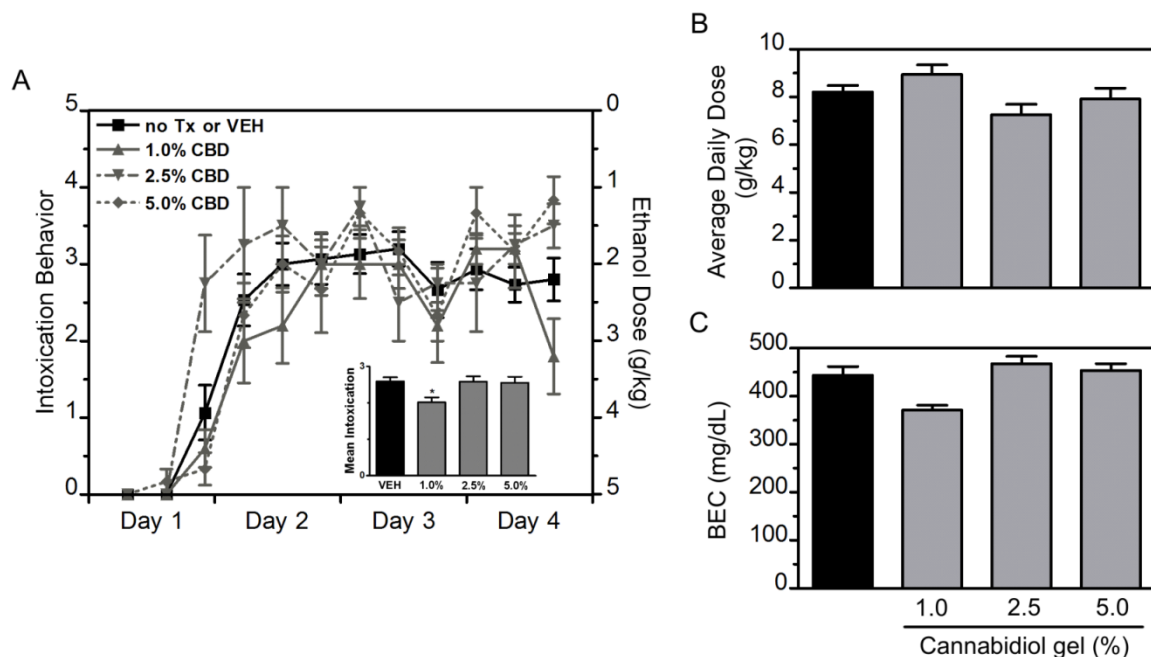 A
5
4
3
2
1
0
Intoxication Behavior
no Tx or VEH
1.0% CBD
2.5% CBD
5.0% CBD
0
1
2
3
4
5
Ethanol Dose (g/kg)
Day 1 Day 2 Day 3 Day 4
Mean Intoxication
3
0
*
VEH 1.0% 2.5% 5.0%
B
Average Daily Dose
(g/kg)
10
8
6
4
2
0
C
BEC (mg/dL)
500
400
300
200
100
0
1.0 2.5 5.0
Cannabidiol gel (%)